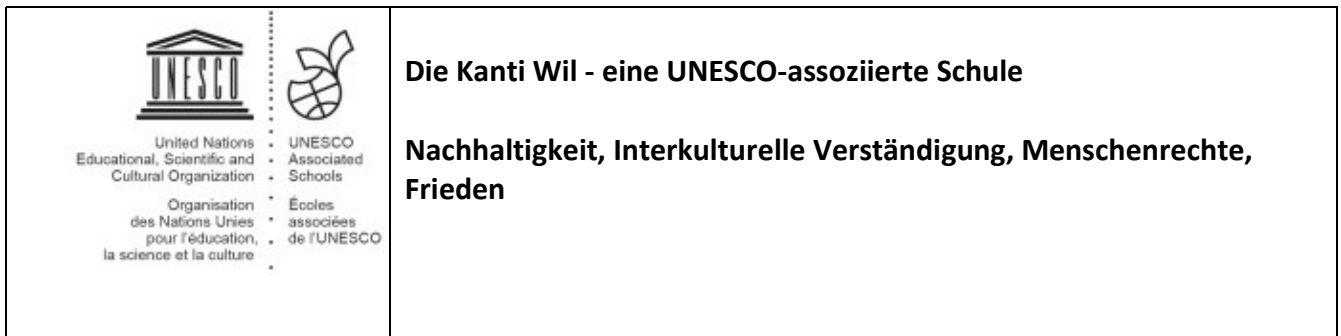 UNESCO
United Nations
Educational, Scientific and
Cultural Organization
Organisation
des Nations Unies
pour l'éducation,
la science et la culture
UNESCO
Associated
Schools
Écoles
associées
de l'UNESCO
Die Kanti Wil - eine UNESCO-assoziierte Schule
Nachhaltigkeit, Interkulturelle Verständigung, Menschenrechte,
Frieden